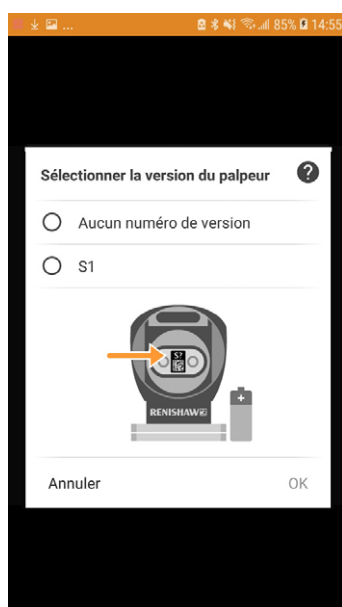 ... 85% 14:55
Sélectionner la version du palpeur ?
Aucun numéro de version
S1
S?
RENISHAW
+
Annuler OK